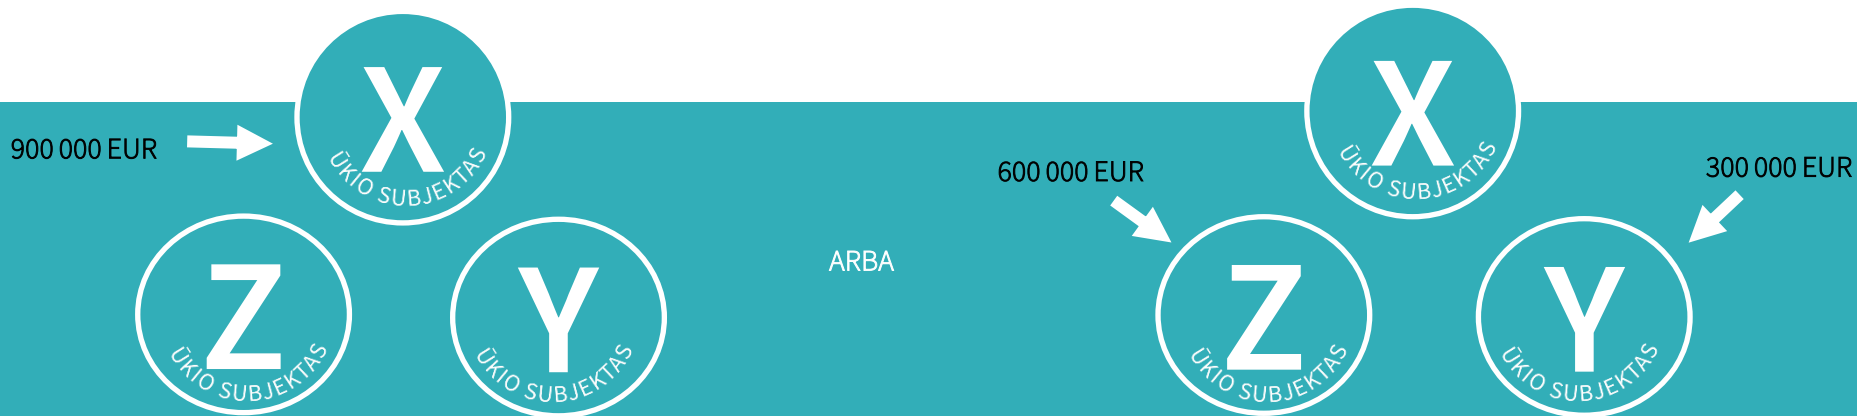 900 000 EUR
X
ŪKIO SUBJEKTAS
Z
ŪKIO SUBJEKTAS
Y
ŪKIO SUBJEKTAS
ARBA
600 000 EUR
X
ŪKIO SUBJEKTAS
300 000 EUR
Z
ŪKIO SUBJEKTAS
Y
ŪKIO SUBJEKTAS